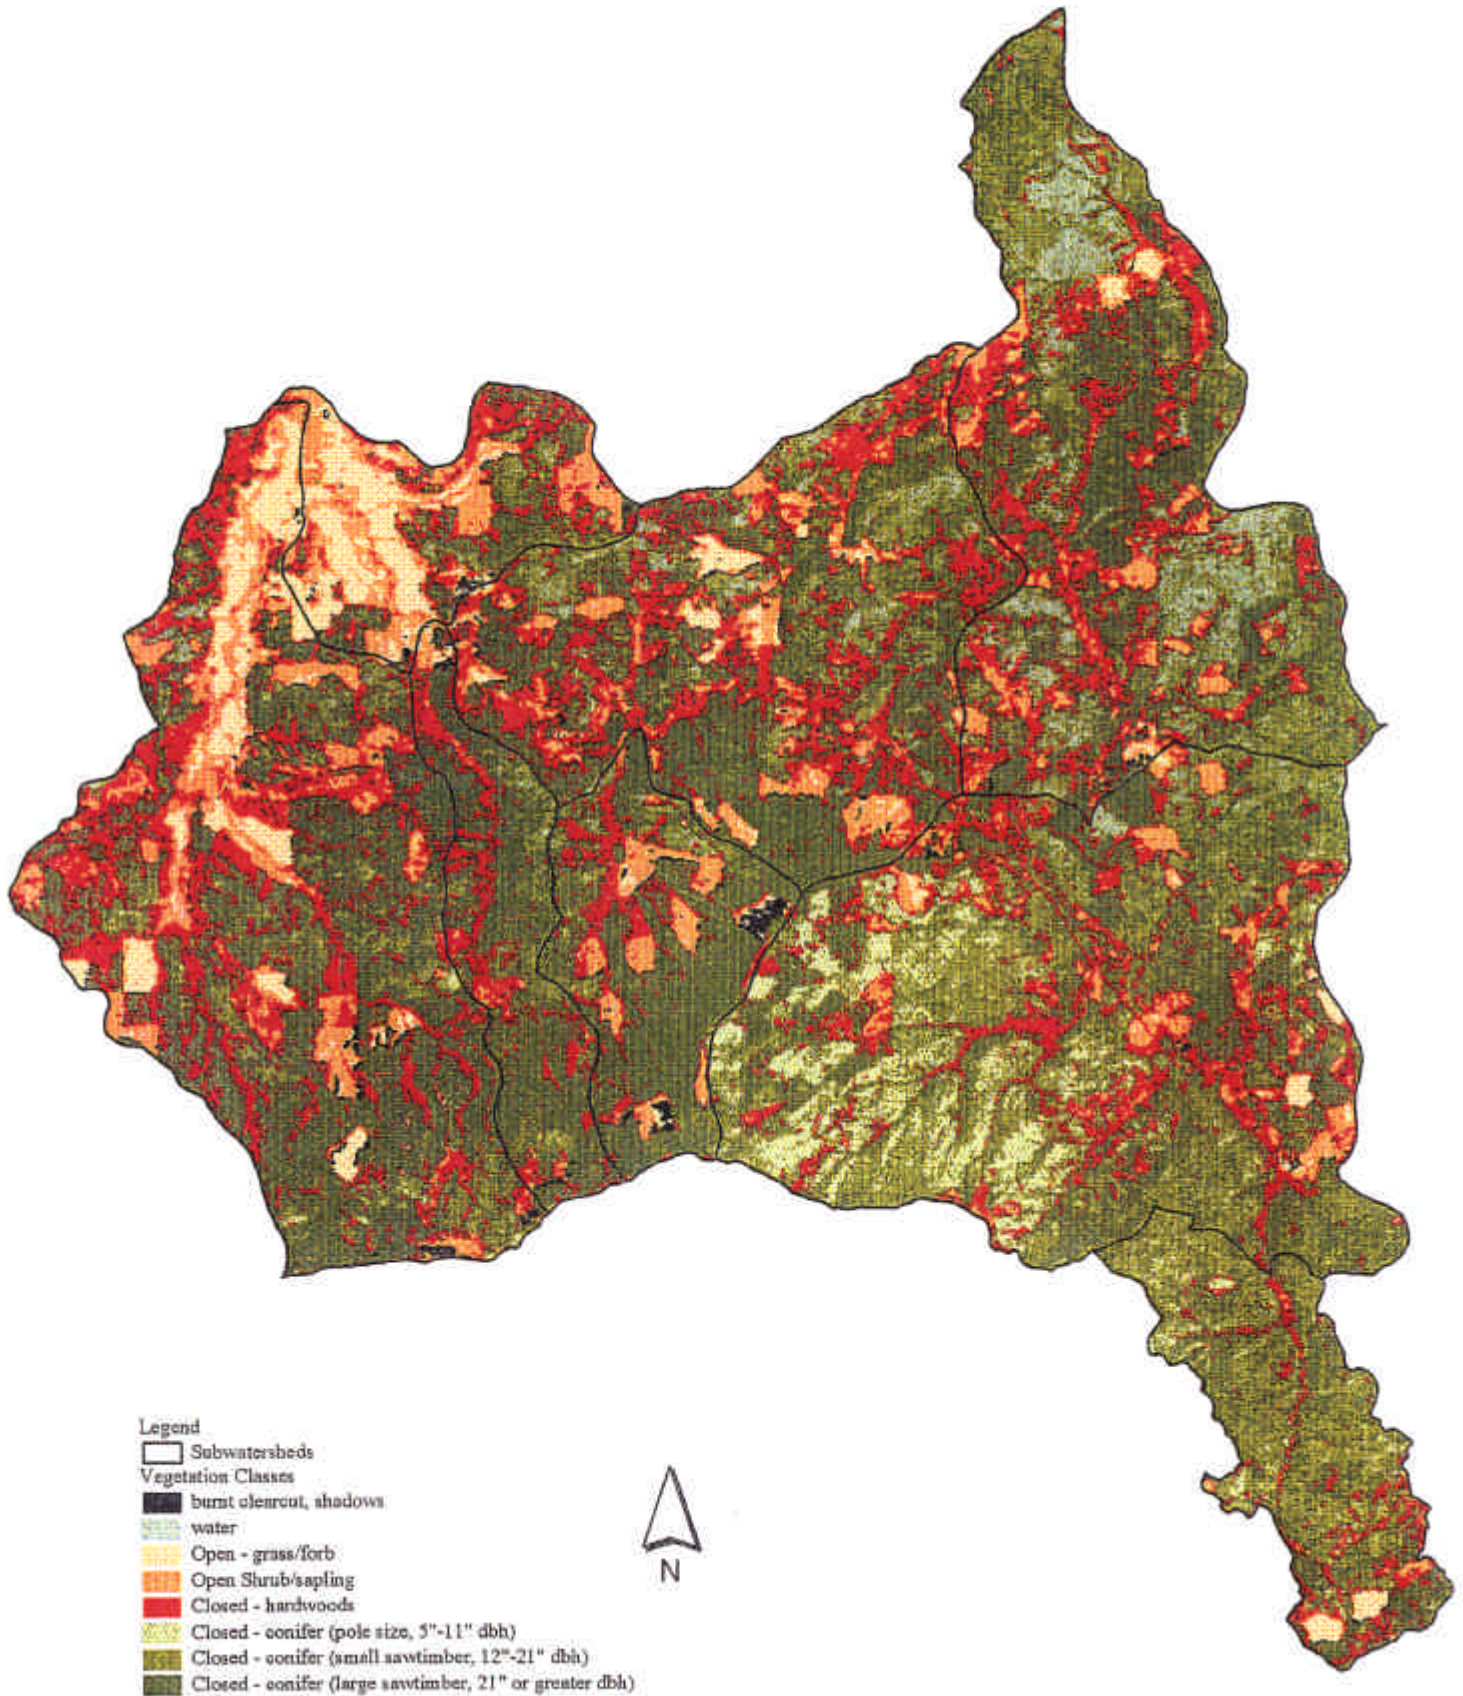 Legend
Subwatersheds
Vegetation Classes
burnt clearcut, shadows
water
Open - grass/forb
Open Shrub/sapling
Closed - hardwoods
Closed - conifer (pole size, 5"-11" dbh)
Closed - conifer (small sawtimber, 12"-21" dbh)
Closed - conifer (large sawtimber, 21" or greater dbh)
N